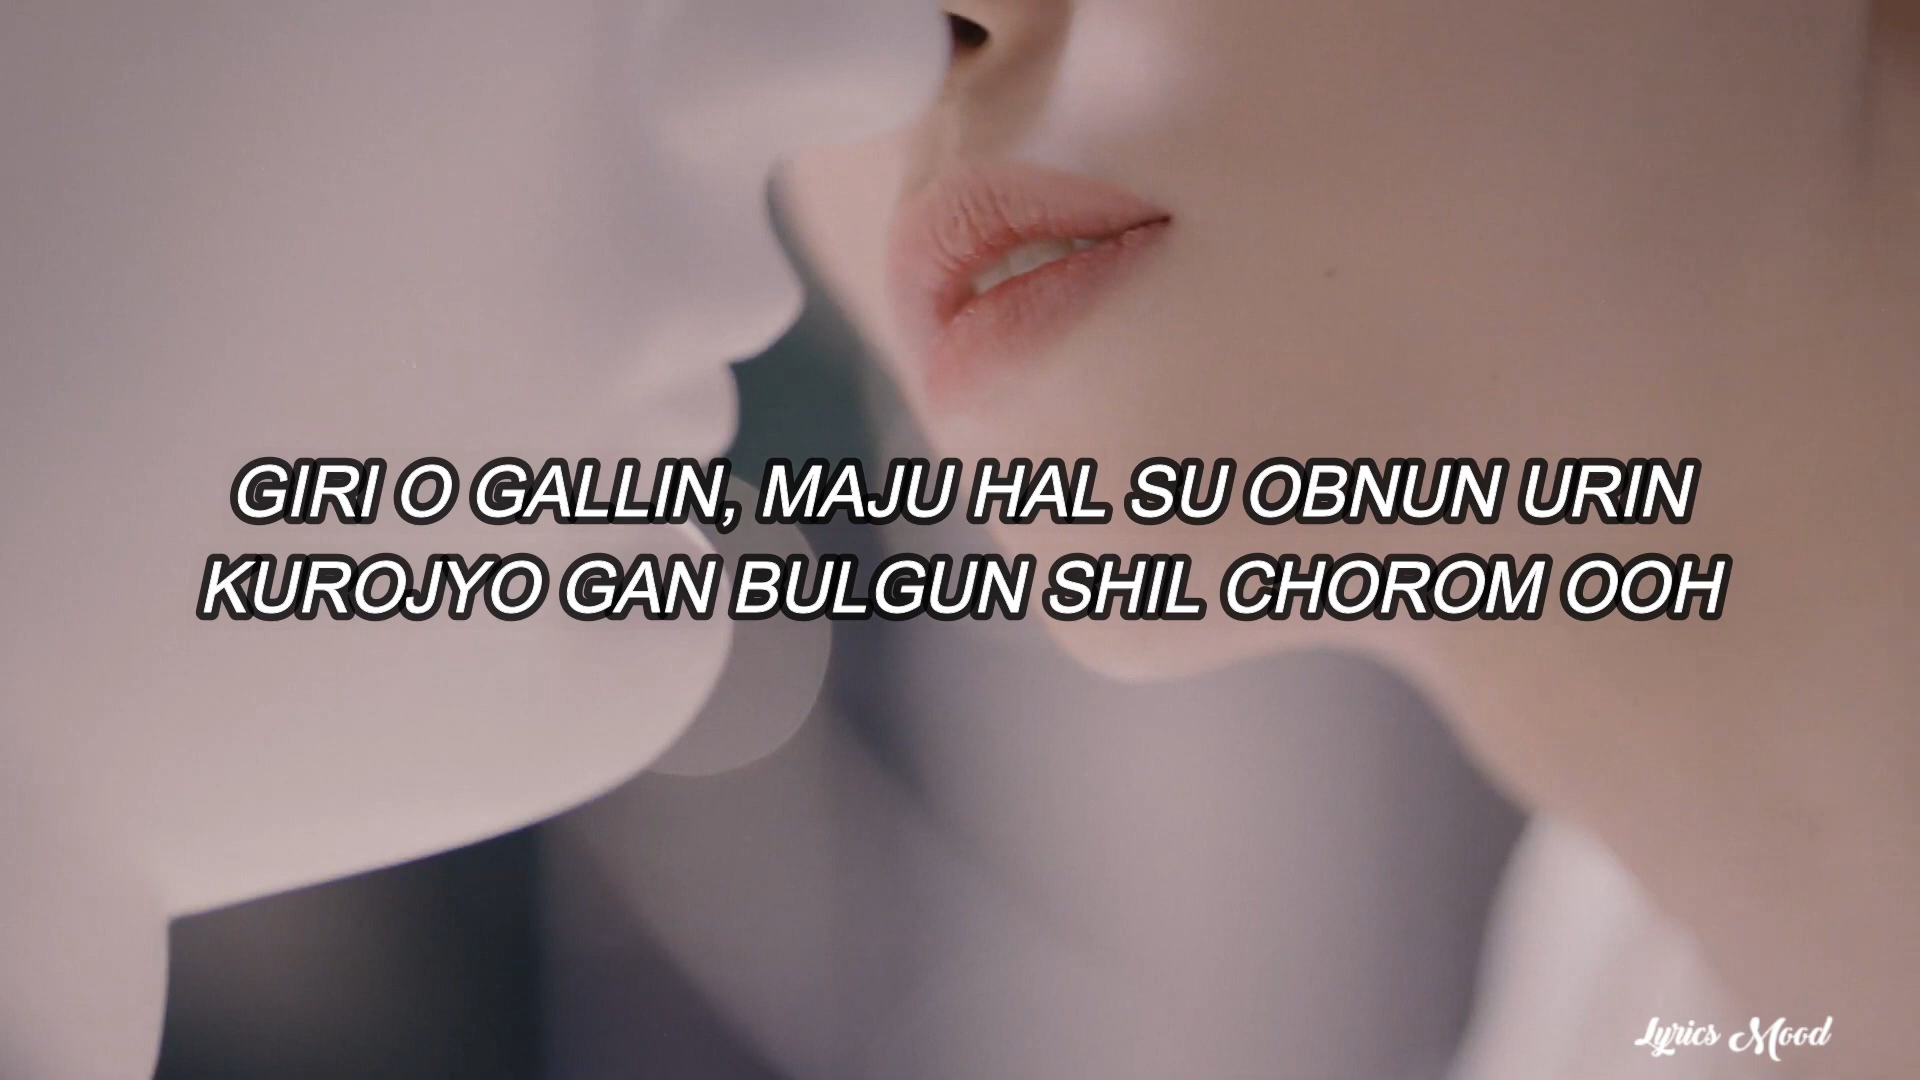 GIRI O GALLIN, MAJU HAL SU OBNUN URIN
KUROJYO GAN BULGUN SHIL CHOROM OOH
Lyrics Mood